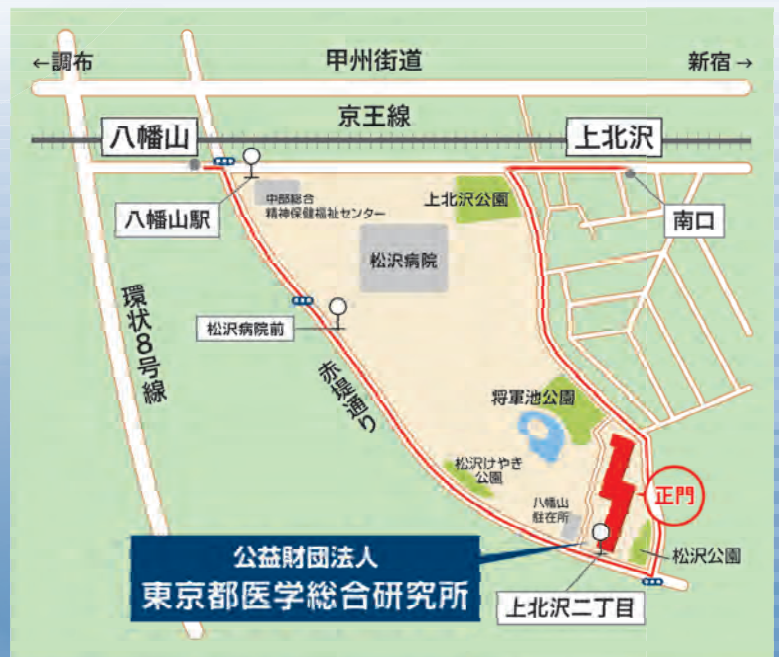 ←調布
甲州街道
新宿→
京王線
八幡山
上北沢
八幡山駅
中部総合
精神保健福祉センター
上北沢公園
南口
松沢病院
環状8号線
松沢病院前
赤堤通り
将軍池公園
松沢けやき
公園
八幡山
駐在所
正門
公益財団法人
東京都医学総合研究所
松沢公園
上北沢二丁目